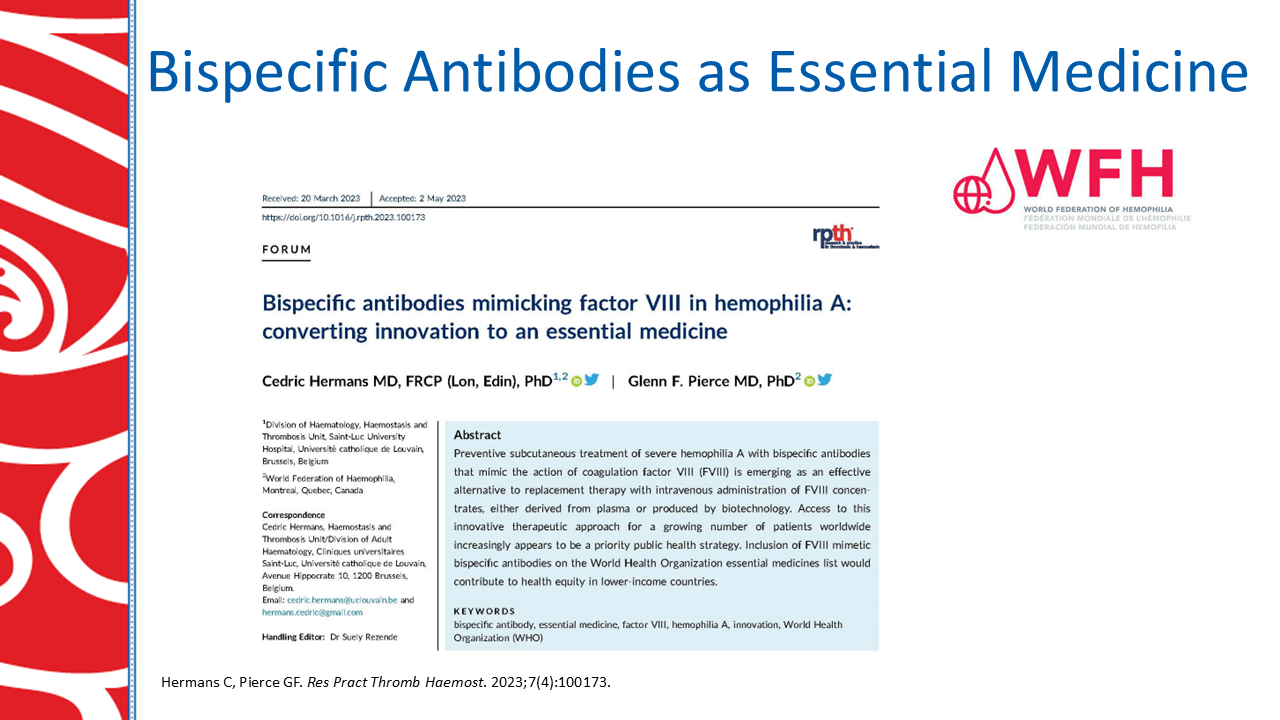 Bispecific Antibodies as Essential Medicine
WFH
WORLD FEDERATION OF HEMOPHILIA
FÉDÉRATION MONDIALE DE L'HÉMOPHILIE
FEDERACIÓN MUNDIAL DE HEMOFILIA
Received: 20 March 2023 | Accepted: 2 May 2023
https://doi.org/10.1016/j.rpth.2023.100173
FORUM
rpth
research & practice
in thrombosis & haemostasis
Bispecific antibodies mimicking factor VIII in hemophilia A:
converting innovation to an essential medicine
Cedric Hermans MD, FRCP (Lon, Edin), PhD1,2 | Glenn F. Pierce MD, PhD2
1Division of Haematology, Haemostasis and
Thrombosis Unit, Saint-Luc University
Hospital, Université catholique de Louvain,
Brussels, Belgium
2World Federation of Haemophilia,
Montreal, Quebec, Canada
Correspondence
Cedric Hermans, Haemostasis and
Thrombosis Unit/Division of Adult
Haematology, Cliniques universitaires
Saint-Luc, Université catholique de Louvain,
Avenue Hippocrate 10, 1200 Brussels,
Belgium.
Email: cedric.hermans@uclouvain.be and
hermans.cedric@gmail.com
Handling Editor: Dr Suely Rezende
Abstract
Preventive subcutaneous treatment of severe hemophilia A with bispecific antibodies
that mimic the action of coagulation factor VIII (FVIII) is emerging as an effective
alternative to replacement therapy with intravenous administration of FVIII concen-
trates, either derived from plasma or produced by biotechnology. Access to this
innovative therapeutic approach for a growing number of patients worldwide
increasingly appears to be a priority public health strategy. Inclusion of FVIII mimetic
bispecific antibodies on the World Health Organization essential medicines list would
contribute to health equity in lower-income countries.
KEYWORDS
bispecific antibody, essential medicine, factor VIII, hemophilia A, innovation, World Health
Organization (WHO)
Hermans C, Pierce GF. Res Pract Thromb Haemost. 2023;7(4):100173.